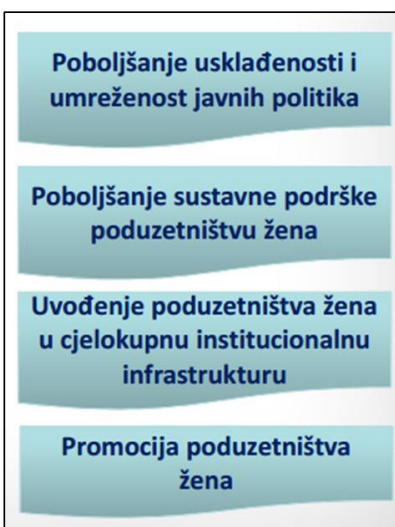 Poboljšanje usklađenosti i
umreženost javnih politika
Poboljšanje sustavne podrške
poduzetništvu žena
Uvođenje poduzetništva žena
u cjelokupnu institucionalnu
infrastrukturu
Promocija poduzetništva
žena